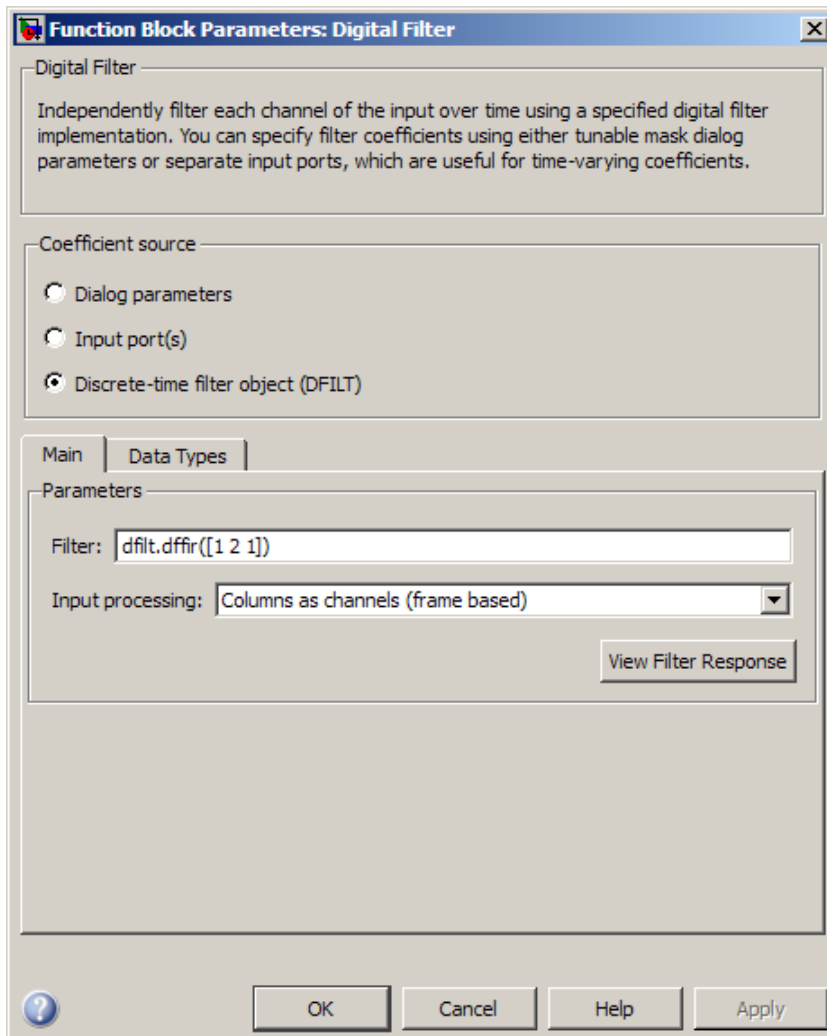 Function Block Parameters: Digital Filter
Digital Filter
Independently filter each channel of the input over time using a specified digital filter
implementation. You can specify filter coefficients using either tunable mask dialog
parameters or separate input ports, which are useful for time-varying coefficients.
Coefficient source
Dialog parameters
Input port(s)
Discrete-time filter object (DFILT)
Main Data Types
Parameters
Filter: dfilt.dffir([1 2 1])
Input processing: Columns as channels (frame based)
View Filter Response
? OK Cancel Help Apply